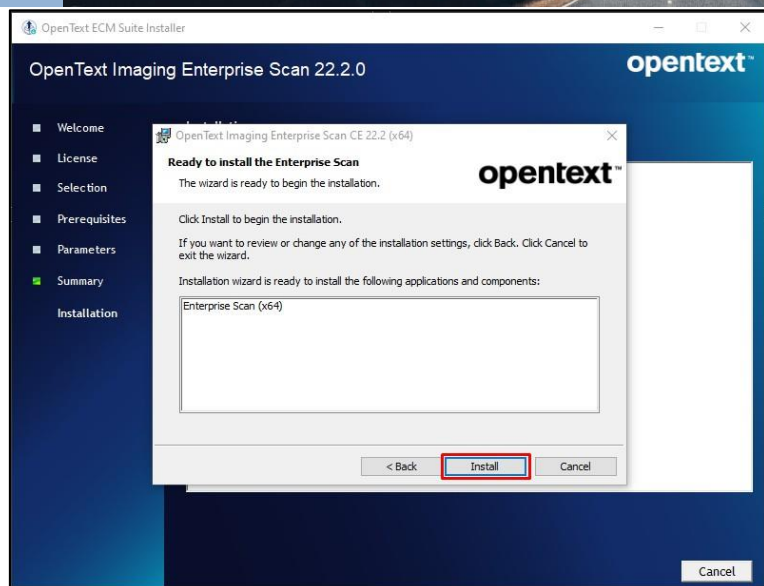 OpenText ECM Suite Installer
OpenText Imaging Enterprise Scan 22.2.0
opentext™
Welcome
License
Selection
Prerequisites
Parameters
Summary
Installation
OpenText Imaging Enterprise Scan CE 22.2 (x64)
Ready to install the Enterprise Scan
The wizard is ready to begin the installation.
opentext™
Click Install to begin the installation.
If you want to review or change any of the installation settings, click Back. Click Cancel to
exit the wizard.
Installation wizard is ready to install the following applications and components:
Enterprise Scan (x64)
< Back
Install
Cancel
Cancel